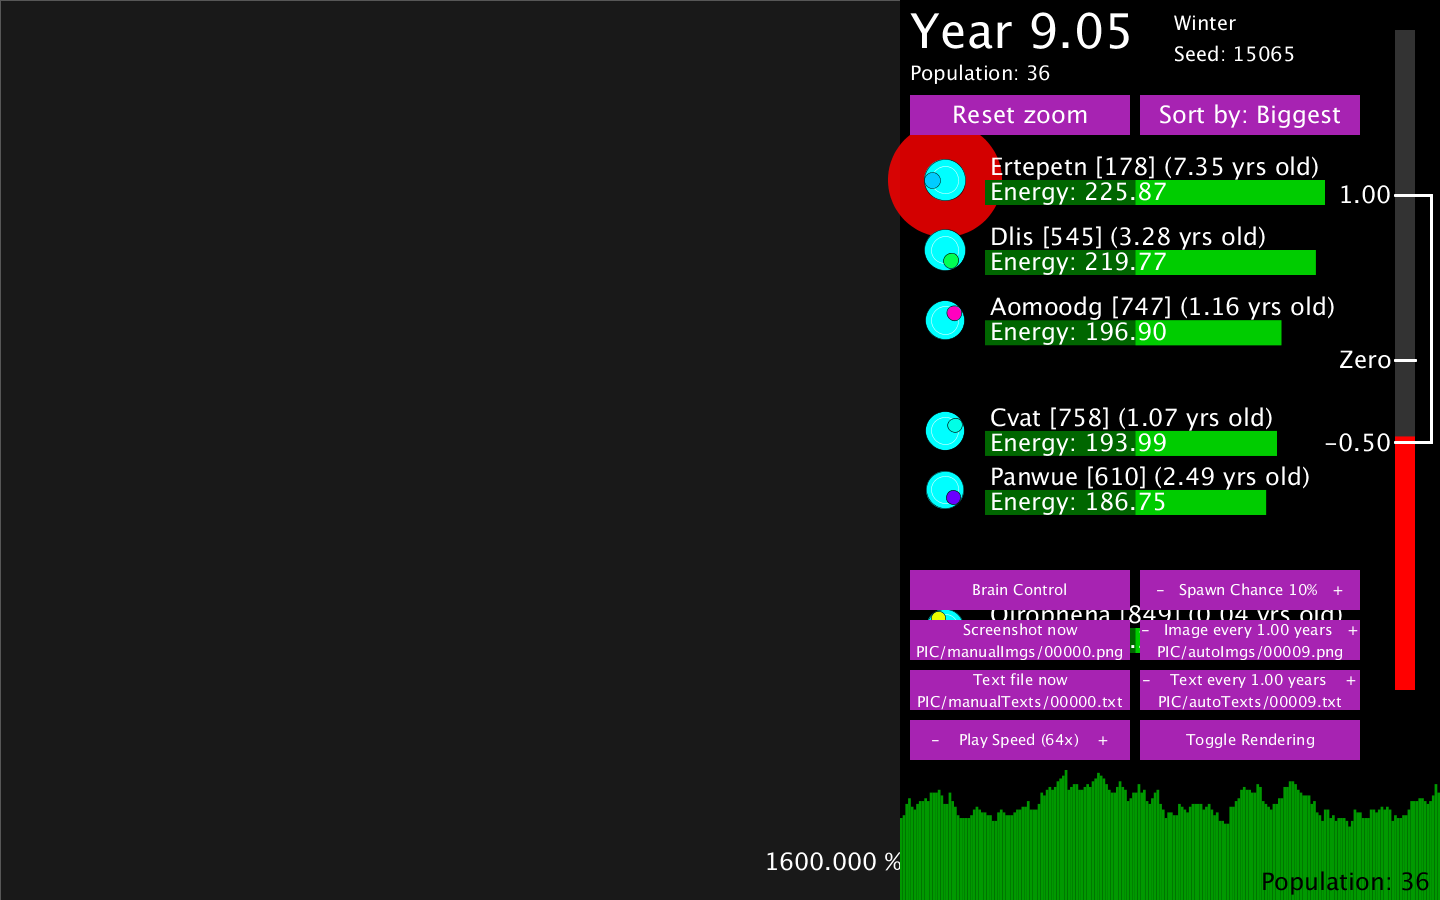 Year 9.05
Winter
Seed: 15065
Population: 36
Reset zoom
Sort by: Biggest
Ertepetn [178] (7.35 yrs old)
Energy: 225.87
1.00
Dlis [545] (3.28 yrs old)
Energy: 219.77
Aomoodg [747] (1.16 yrs old)
Energy: 196.90
Zero
Cvat [758] (1.07 yrs old)
Energy: 193.99
-0.50
Panwue [610] (2.49 yrs old)
Energy: 186.75
Brain Control
- Spawn Chance 10% +
[849] (0.04 yrs old)
Screenshot now
PIC/manualImgs/00000.png
- Image every 1.00 years +
PIC/autoImgs/00009.png
Text file now
PIC/manualTexts/00000.txt
- Text every 1.00 years +
PIC/autoTexts/00009.txt
- Play Speed (64x) +
Toggle Rendering
1600.000 %
Population: 36